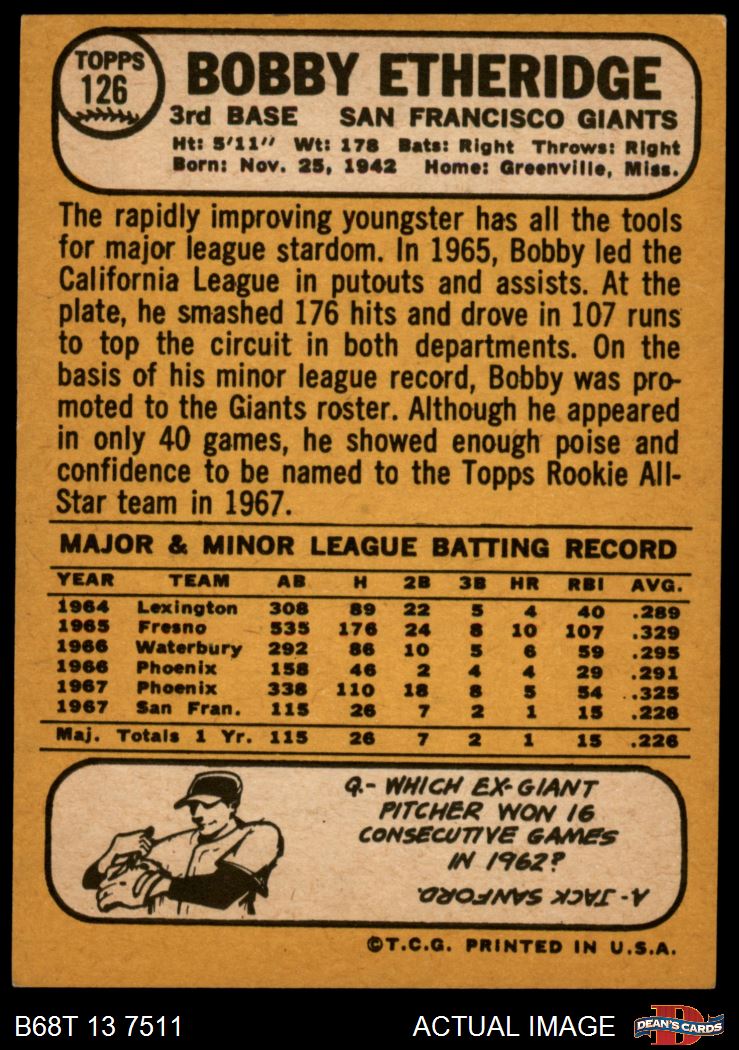 TOPPS
126
BOBBY ETHERIDGE
3rd BASE SAN FRANCISCO GIANTS
Ht: 5'11" Wt: 178 Bats: Right Throws: Right
Born: Nov. 25, 1942 Home: Greenville, Miss.
The rapidly improving youngster has all the tools
for major league stardom. In 1965, Bobby led the
California League in putouts and assists. At the
plate, he smashed 176 hits and drove in 107 runs
to top the circuit in both departments. On the
basis of his minor league record, Bobby was pro-
moted to the Giants roster. Although he appeared
in only 40 games, he showed enough poise and
confidence to be named to the Topps Rookie All-
Star team in 1967.
MAJOR & MINOR LEAGUE BATTING RECORD
YEAR TEAM AB H 2B 3B HR RBI AVG.
1964 Lexington 308 89 22 5 4 40 .289
1965 Fresno 535 176 24 8 10 107 .329
1966 Waterbury 292 86 10 5 6 59 .295
1966 Phoenix 158 46 2 4 4 29 .291
1967 Phoenix 338 110 18 8 5 54 .325
1967 San Fran. 115 26 7 2 1 15 .226
Maj. Totals 1 Yr. 115 26 7 2 1 15 .226
Q.- WHICH EX-GIANT
PITCHER WON 16
CONSECUTIVE GAMES
IN 1962?
A- JACK SANFORD.
©T.C.G. PRINTED IN U.S.A.
B68T 13 7511 ACTUAL IMAGE
D
DEAN'S CARDS